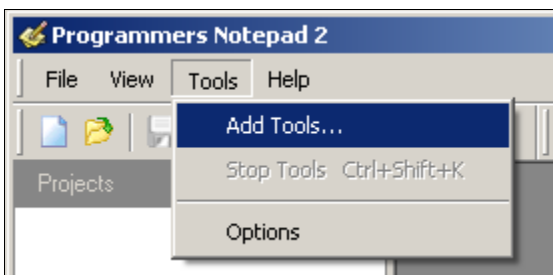 Programmers Notepad 2
File View Tools Help
Add Tools...
Stop Tools Ctrl+Shift+K
Projects
Options